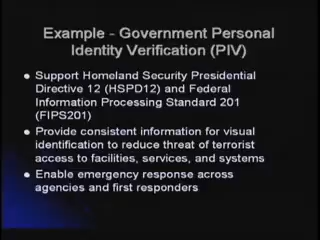 Example - Government Personal
Identity Verification (PIV)
● Support Homeland Security Presidential
Directive 12 (HSPD12) and Federal
Information Processing Standard 201
(FIPS201)
● Provide consistent information for visual
identification to reduce threat of terrorist
access to facilities, services, and systems
● Enable emergency response across
agencies and first responders